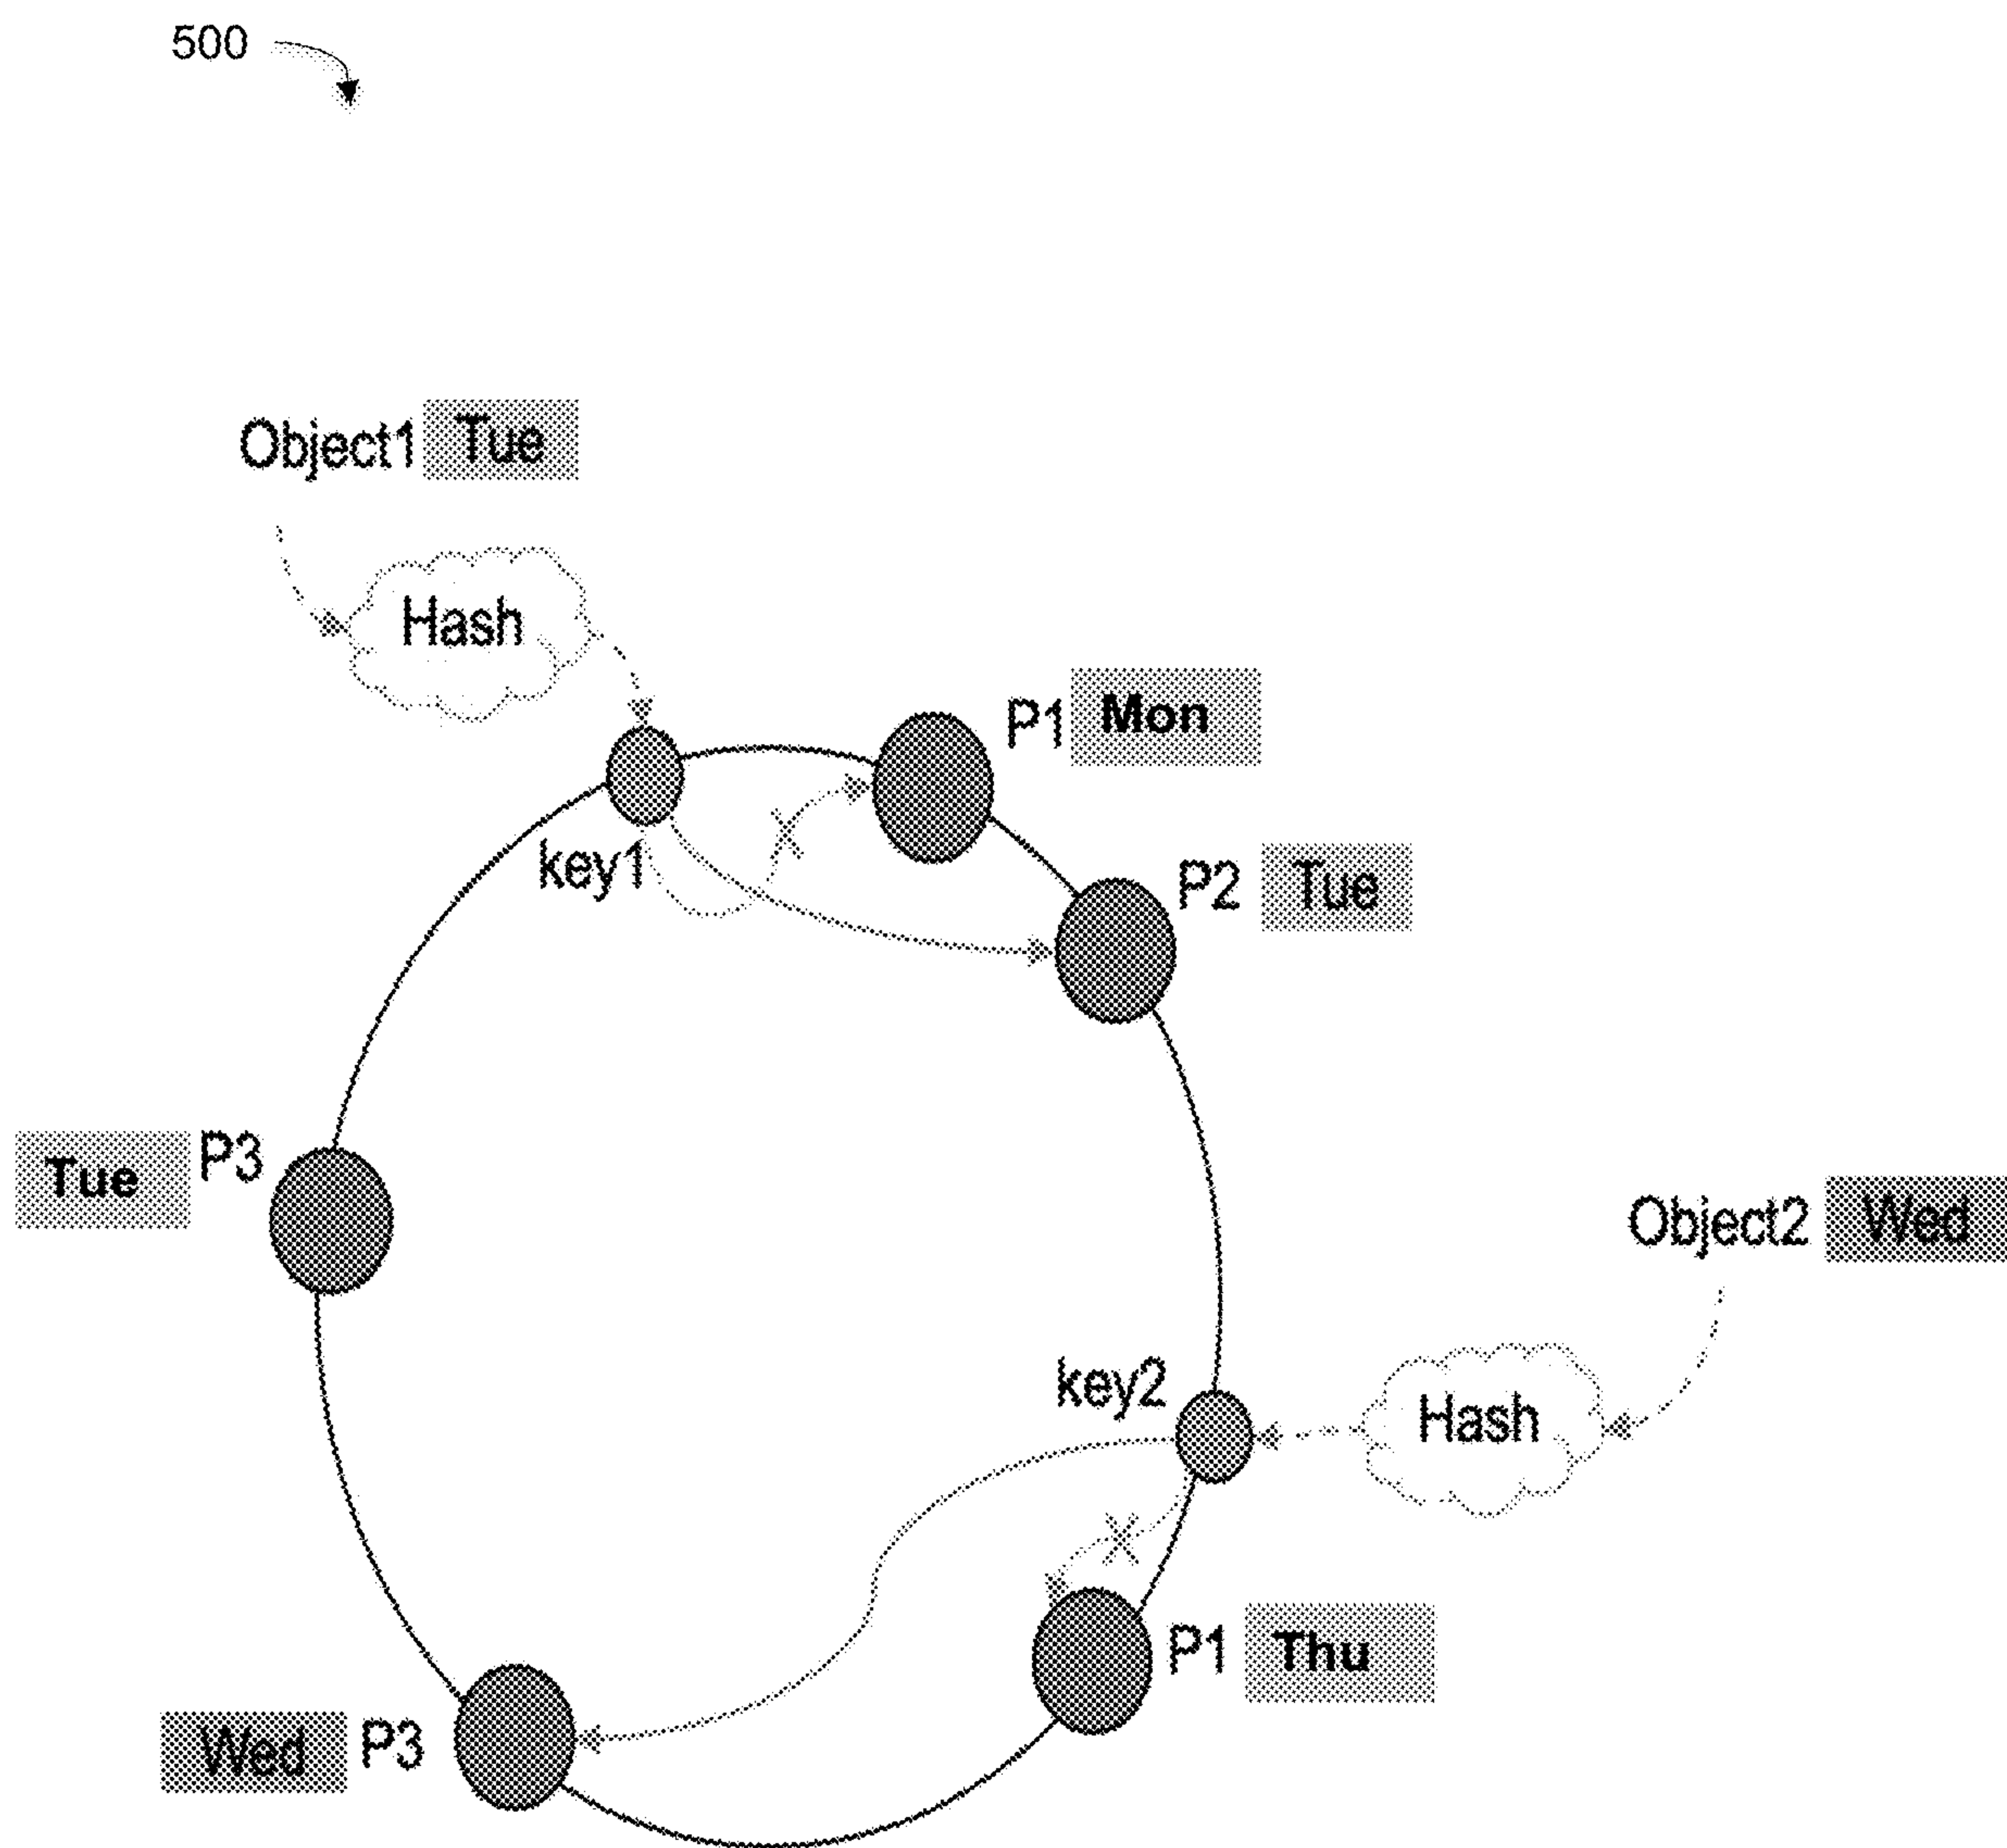 500
Object1 Tue
Hash
P1 Mon
key1
P2 Tue
Tue P3
Object2 Wed
key2
Hash
P1 Thu
Wed P3